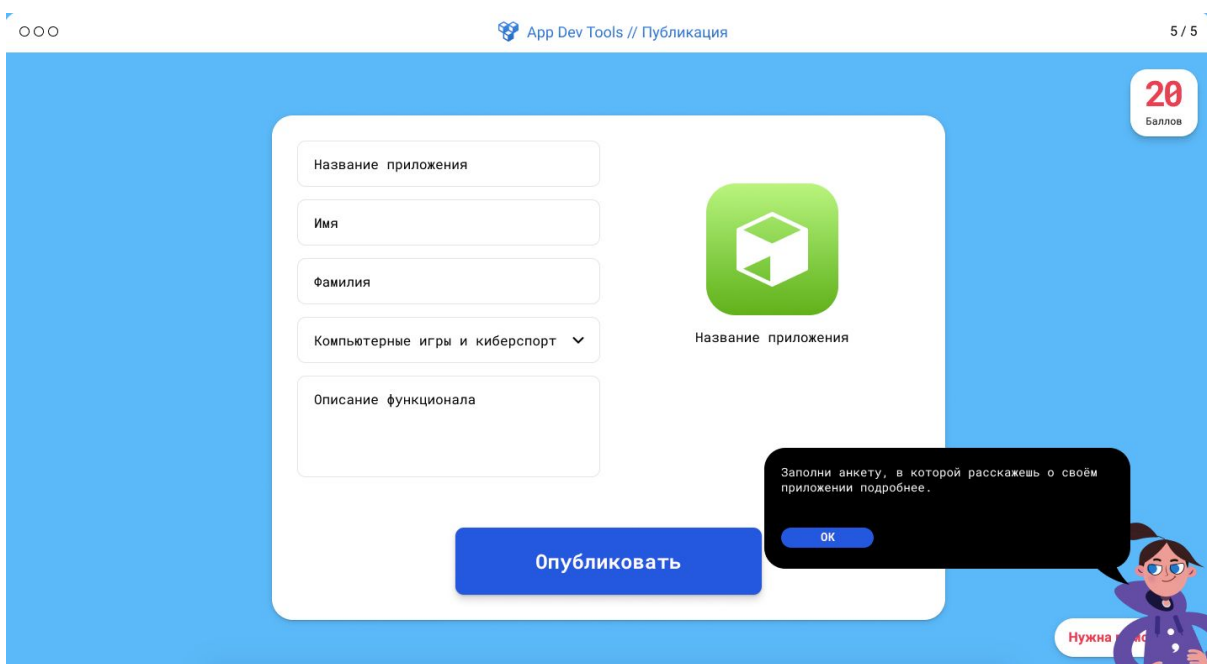 App Dev Tools // Публикация
5 / 5
20
Баллов
Название приложения
Имя
Фамилия
Компьютерные игры и киберспорт
Описание функционала
Название приложения
Заполни анкету, в которой расскажешь о своём
приложении подробнее.
OK
Опубликовать
Нужна